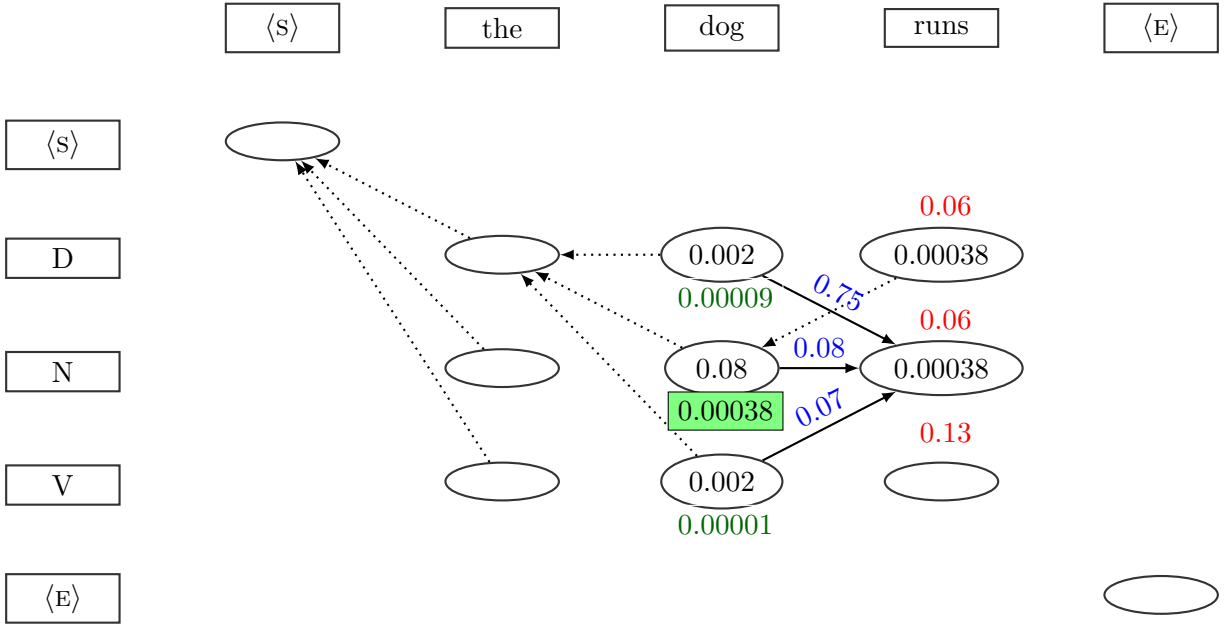 ⟨S⟩ the dog runs ⟨E⟩
⟨S⟩
0.06
D 0.002 0.00038
0.00009 0.75
0.06
N 0.08 0.08 0.00038
0.00038 0.07
0.13
V 0.002
0.00001
⟨E⟩